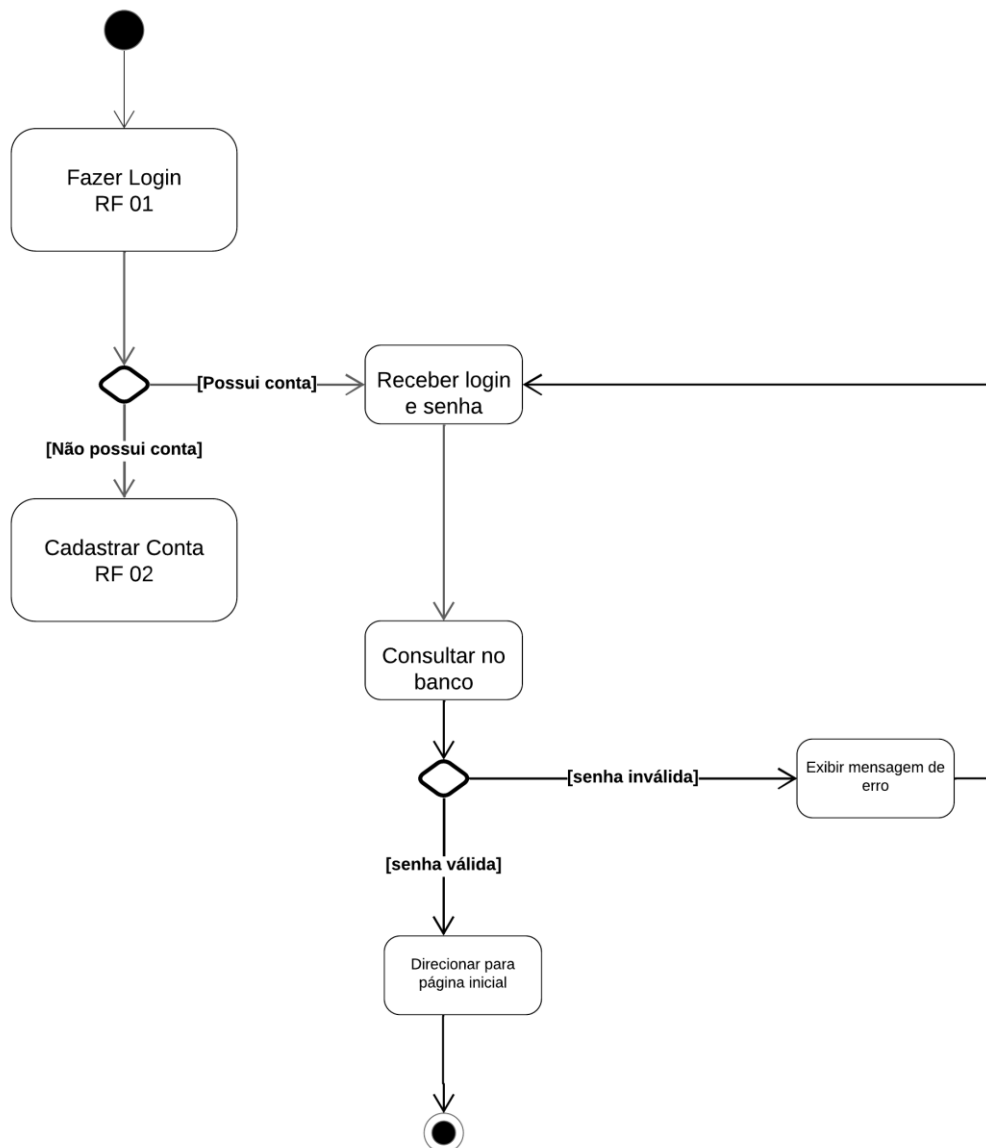 Fazer Login
RF 01
[Possui conta]
Receber login
e senha
[Não possui conta]
Cadastrar Conta
RF 02
Consultar no
banco
[senha inválida]
Exibir mensagem de
erro
[senha válida]
Direcionar para
página inicial